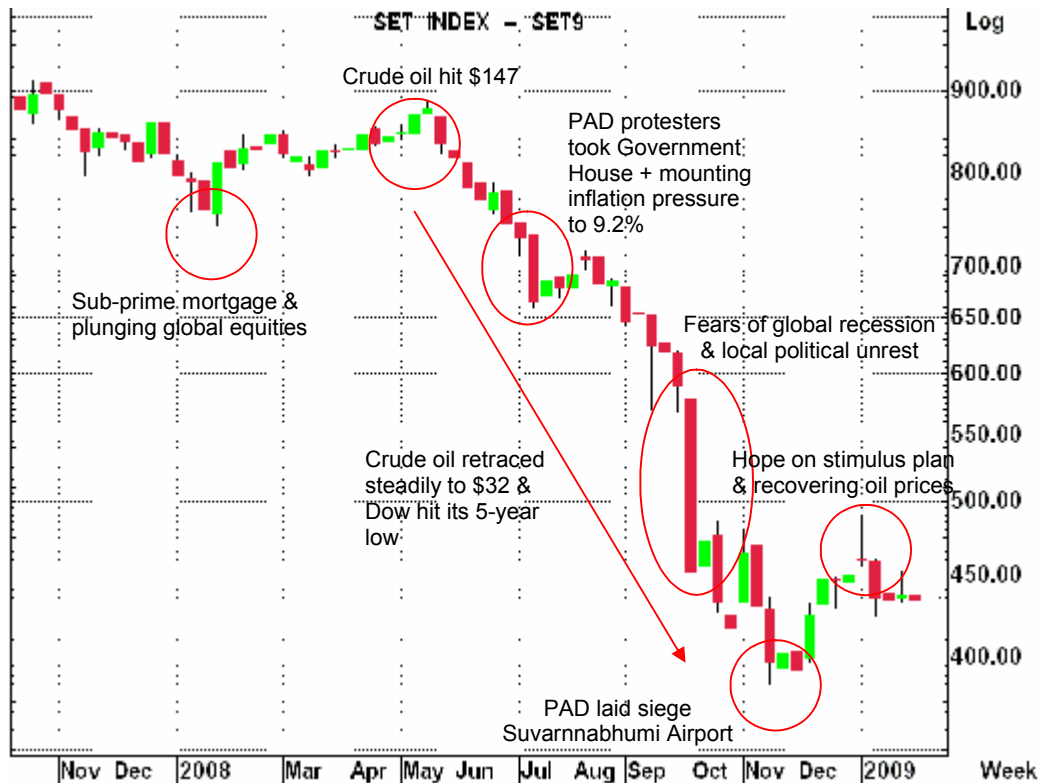 SET INDEX - SET9
Log
Crude oil hit $147
900.00
PAD protesters
took Government
House + mounting
inflation pressure
to 9.2%
800.00
700.00
Sub-prime mortgage &
plunging global equities
650.00
Fears of global recession
& local political unrest
600.00
550.00
Crude oil retraced
steadily to $32 &
Dow hit its 5-year
low
Hope on stimulus plan
& recovering oil prices
500.00
450.00
400.00
PAD laid siege
Suvarnnabhumi Airport
Nov Dec 2008 Mar Apr May Jun Jul Aug Sep Oct Nov Dec 2009 Week